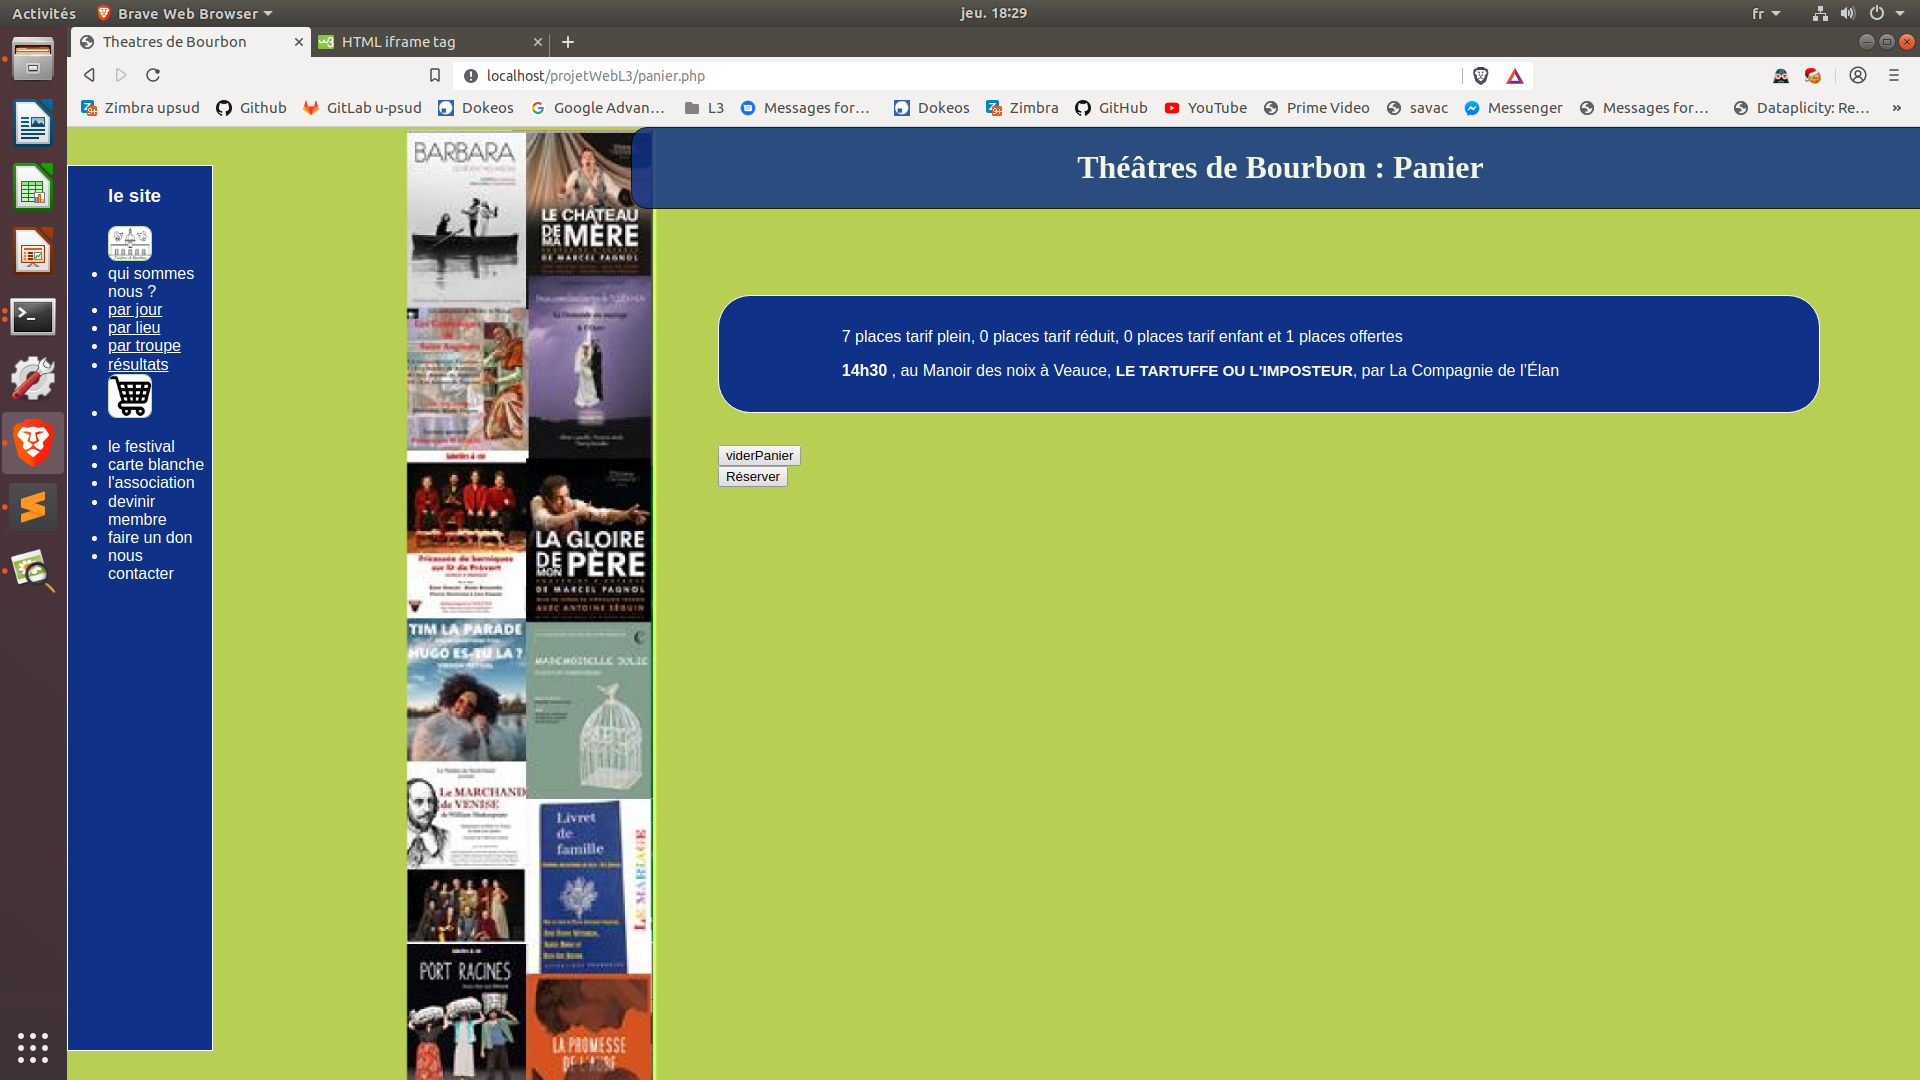 Activités
Brave Web Browser
jeu. 18:29
fr
Theatres de Bourbon
HTML iframe tag
localhost/projetWebL3/panier.php
Zimbra upsud
Github
GitLab u-psud
Dokeos
Google Advan…
L3
Messages for…
Dokeos
Zimbra
GitHub
YouTube
Prime Video
savac
Messenger
Messages for…
Dataplicity: Re…
»
le site
qui sommes
nous ?
par jour
par lieu
par troupe
résultats
le festival
carte blanche
l'association
devinir
membre
faire un don
nous
contacter
BARBARA
LE CHÂTEAU
DE MA MÈRE
DE MARCEL PAGNOL
LA GLOIRE
DE MON PÈRE
DE MARCEL PAGNOL
AVEC ANTOINE SÉGUIN
TIM LA PARADE
HUGO ES-TU LA ?
MADEMOISELLE JULIE
Le MARCHAND
de VENISE
de William Shakespeare
Livret
de
famille
LE MARIAGE
PORT RACINES
LA PROMESSE
DE L'AUBE
Théâtres de Bourbon : Panier
7 places tarif plein, 0 places tarif réduit, 0 places tarif enfant et 1 places offertes
14h30 , au Manoir des noix à Veauce, LE TARTUFFE OU L'IMPOSTEUR, par La Compagnie de l’Élan
viderPanier
Réserver